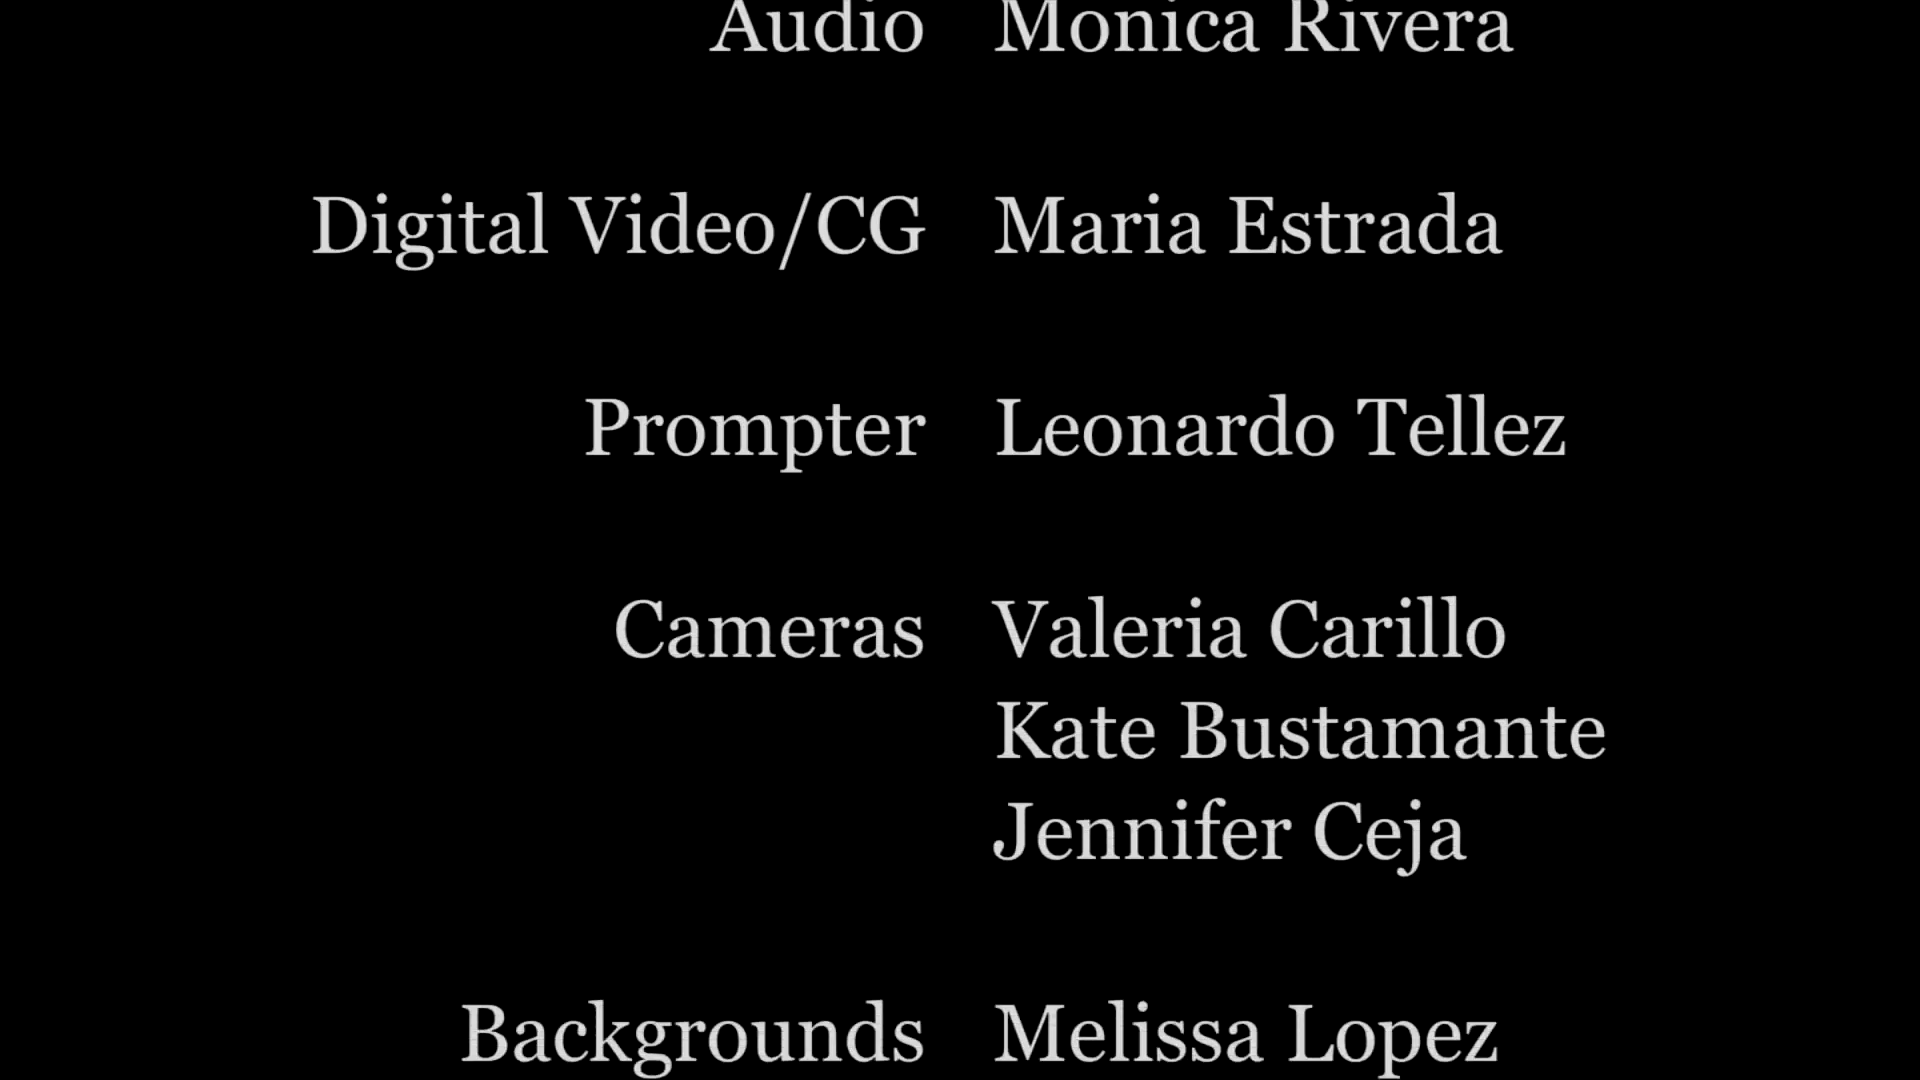 Audio Monica Rivera
Digital Video/CG Maria Estrada
Prompter Leonardo Tellez
Cameras Valeria Carillo
Kate Bustamante
Jennifer Ceja
Backgrounds Melissa Lopez